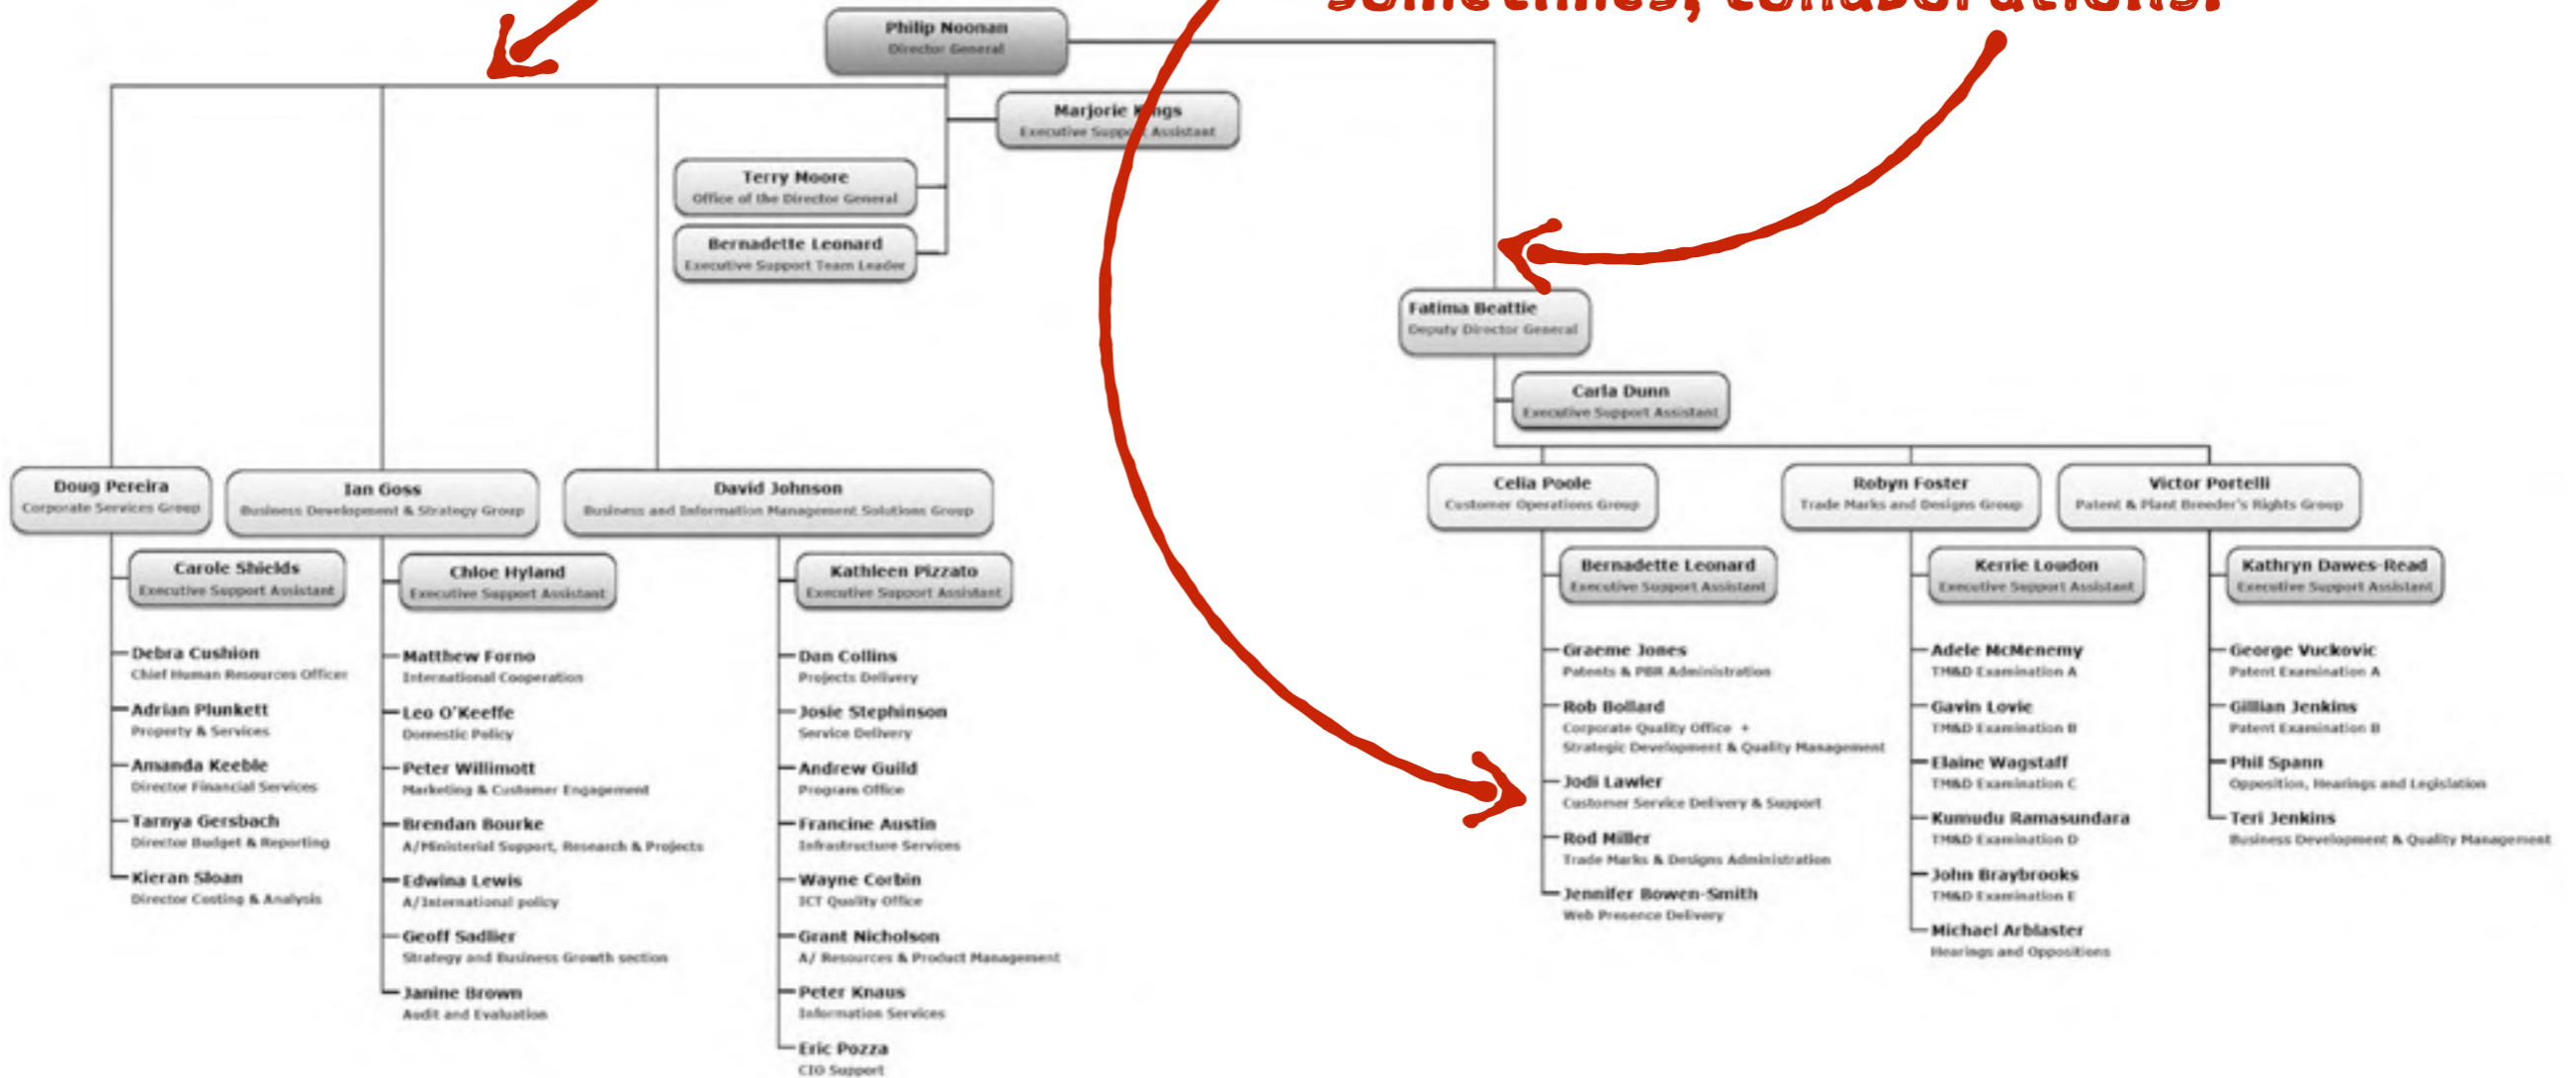 sometimes, collaborations.
Philip Noonan
Director General
Marjorie Kings
Executive Support Assistant
Terry Moore
Office of the Director General
Bernadette Leonard
Executive Support Team Leader
Fatima Beattie
Deputy Director General
Carla Dunn
Executive Support Assistant
Doug Pereira
Corporate Services Group
Carole Shields
Executive Support Assistant
Debra Cushion
Chief Human Resources Officer
Adrian Plunkett
Property & Services
Amanda Keeble
Director Financial Services
Tarnya Gersbach
Director Budget & Reporting
Kieran Sloan
Director Costing & Analysis
Ian Goss
Business Development & Strategy Group
Chloe Hyland
Executive Support Assistant
Matthew Forno
International Cooperation
Leo O'Keeffe
Domestic Policy
Peter Willimott
Marketing & Customer Engagement
Brendan Bourke
A/Ministerial Support, Research & Projects
Edwina Lewis
A/International policy
Geoff Sadlier
Strategy and Business Growth section
Janine Brown
Audit and Evaluation
David Johnson
Business and Information Management Solutions Group
Kathleen Pizzato
Executive Support Assistant
Dan Collins
Projects Delivery
Josie Stephinson
Service Delivery
Andrew Guild
Program Office
Francine Austin
Infrastructure Services
Wayne Corbin
ICT Quality Office
Grant Nicholson
A/ Resources & Product Management
Peter Knaus
Information Services
Eric Pozza
CIO Support
Celia Poole
Customer Operations Group
Bernadette Leonard
Executive Support Assistant
Graeme Jones
Patents & PBR Administration
Rob Bollard
Corporate Quality Office +
Strategic Development & Quality Management
Jodi Lawler
Customer Service Delivery & Support
Rod Miller
Trade Marks & Designs Administration
Jennifer Bowen-Smith
Web Presence Delivery
Robyn Foster
Trade Marks and Designs Group
Kerrie Loudon
Executive Support Assistant
Adele McMenemy
TM&D Examination A
Gavin Lovie
TM&D Examination B
Elaine Wagstaff
TM&D Examination C
Kumudu Ramasundara
TM&D Examination D
John Braybrooks
TM&D Examination E
Michael Arblaster
Hearings and Oppositions
Victor Portelli
Patent & Plant Breeder's Rights Group
Kathryn Dawes-Read
Executive Support Assistant
George Vuckovic
Patent Examination A
Gillian Jenkins
Patent Examination B
Phil Spann
Opposition, Hearings and Legislation
Teri Jenkins
Business Development & Quality Management